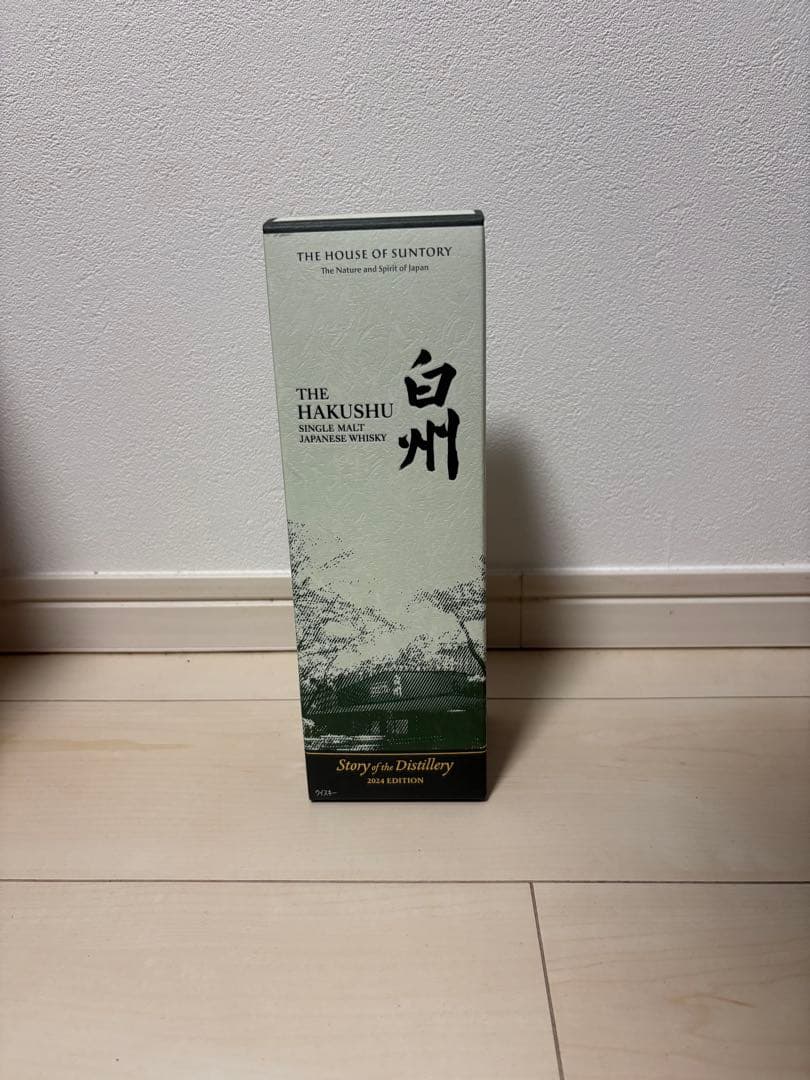 THE HOUSE OF SUNTORY
The Nature and Spirit of Japan
白州
THE
HAKUSHU
SINGLE MALT
JAPANESE WHISKY
Story of the Distillery
2024 EDITION
ウイスキー